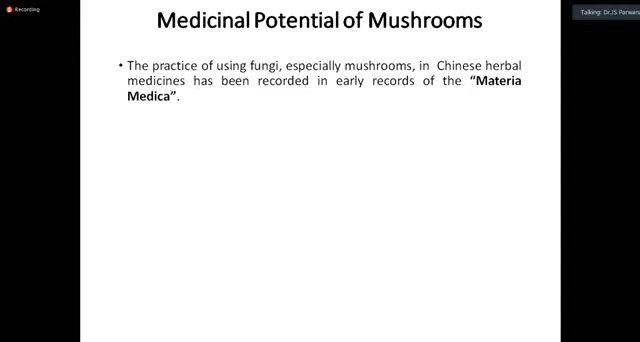 Recording
Talking: Dr.JS Parwana
Medicinal Potential of Mushrooms
• The practice of using fungi, especially mushrooms, in Chinese herbal
medicines has been recorded in early records of the “Materia
Medica”.